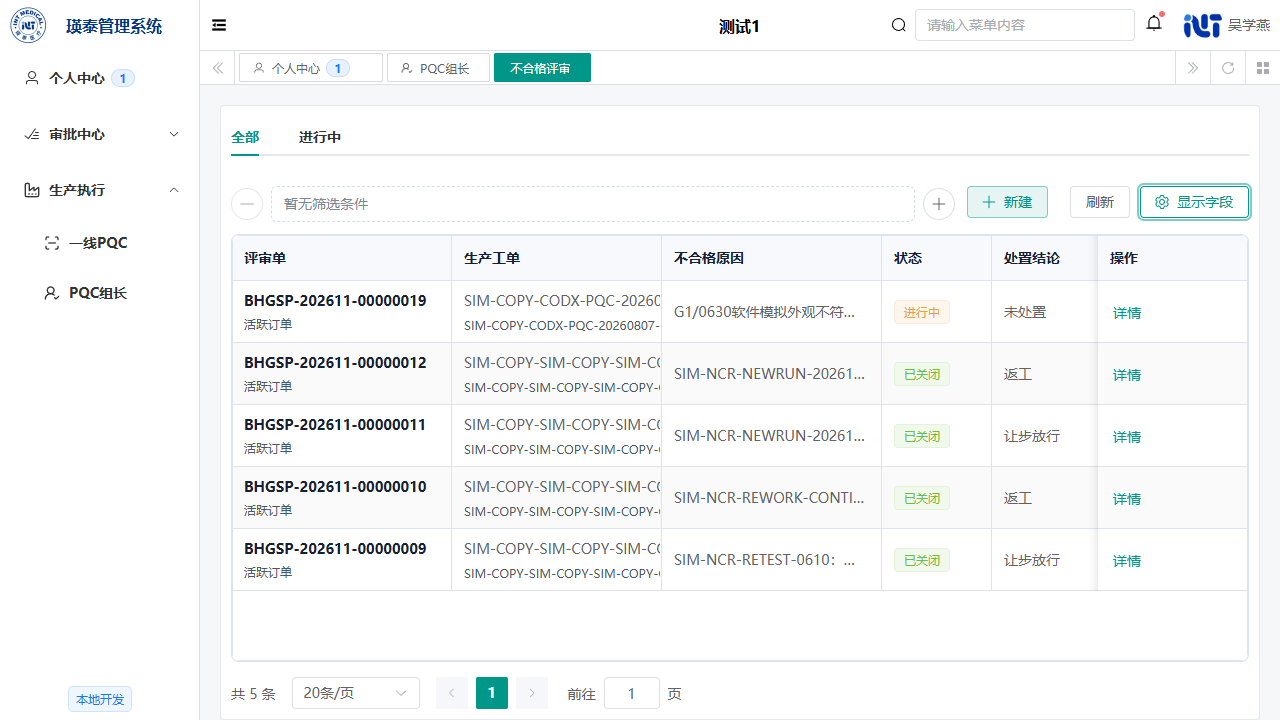 INT MEDICAL
瑛泰管理系统
测试1
请输入菜单内容
吴学燕
个人中心 1
审批中心
生产执行
一线PQC
PQC组长
本地开发
个人中心 1
PQC组长
不合格评审
全部
进行中
暂无筛选条件
新建
刷新
显示字段
评审单 生产工单 不合格原因 状态 处置结论 操作
BHGSP-202611-00000019
活跃订单
SIM-COPY-CODX-PQC-20260
SIM-COPY-CODX-PQC-20260807-
G1/0630软件模拟外观不符...
进行中
未处置
详情
BHGSP-202611-00000012
活跃订单
SIM-COPY-SIM-COPY-SIM-CO
SIM-COPY-SIM-COPY-SIM-COPY-
SIM-NCR-NEWRUN-20261...
已关闭
返工
详情
BHGSP-202611-00000011
活跃订单
SIM-COPY-SIM-COPY-SIM-CO
SIM-COPY-SIM-COPY-SIM-COPY-
SIM-NCR-NEWRUN-20261...
已关闭
让步放行
详情
BHGSP-202611-00000010
活跃订单
SIM-COPY-SIM-COPY-SIM-CO
SIM-COPY-SIM-COPY-SIM-COPY-
SIM-NCR-REWORK-CONTI...
已关闭
返工
详情
BHGSP-202611-00000009
活跃订单
SIM-COPY-SIM-COPY-SIM-CO
SIM-COPY-SIM-COPY-SIM-COPY-
SIM-NCR-RETEST-0610：...
已关闭
让步放行
详情
共 5 条
20条/页
1
前往 1 页